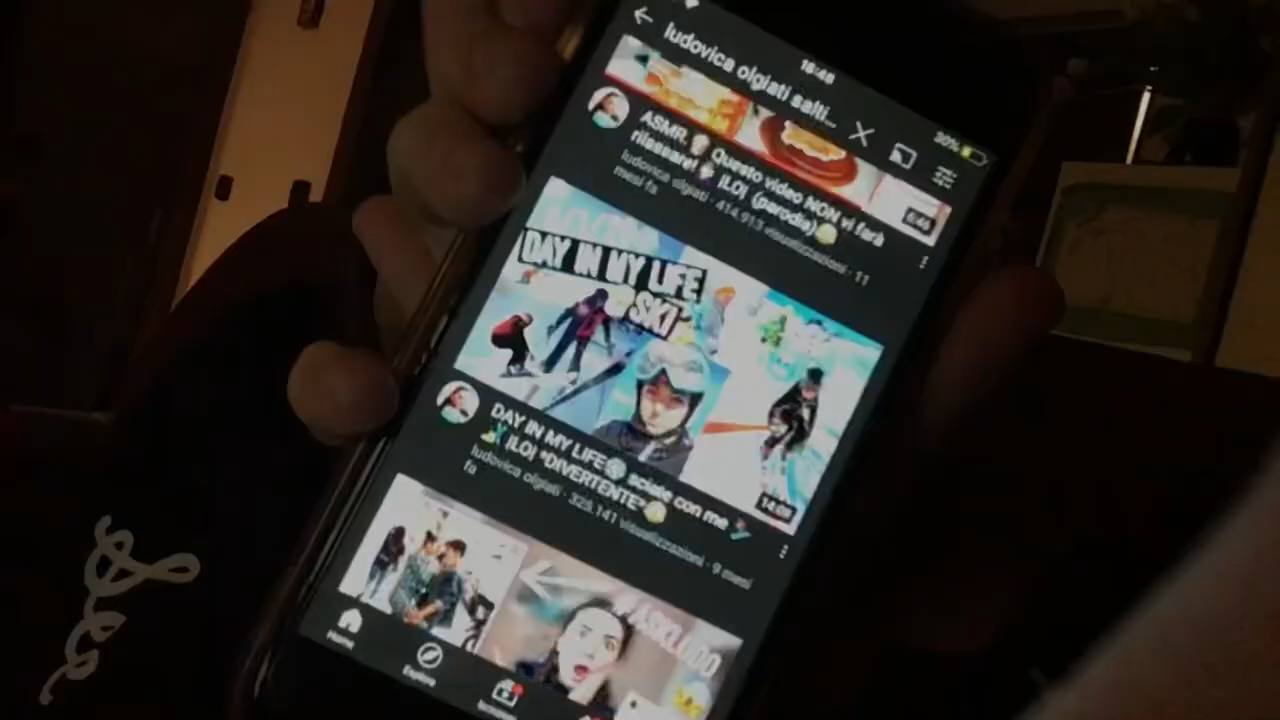 18:48
30%
ludovica olgiati salti...
6:46
ASMR. Questo video NON vi farà
rilassare! |LO| (parodia)
ludovica olgiati · 414.913 visualizzazioni · 11
mesi fa
DAY IN MY LIFE
SKI
14:08
DAY IN MY LIFE sciate con me
|LO| *DIVERTENTE*
ludovica olgiati · 328.141 visualizzazioni · 9 mesi
fa
Home
Explore